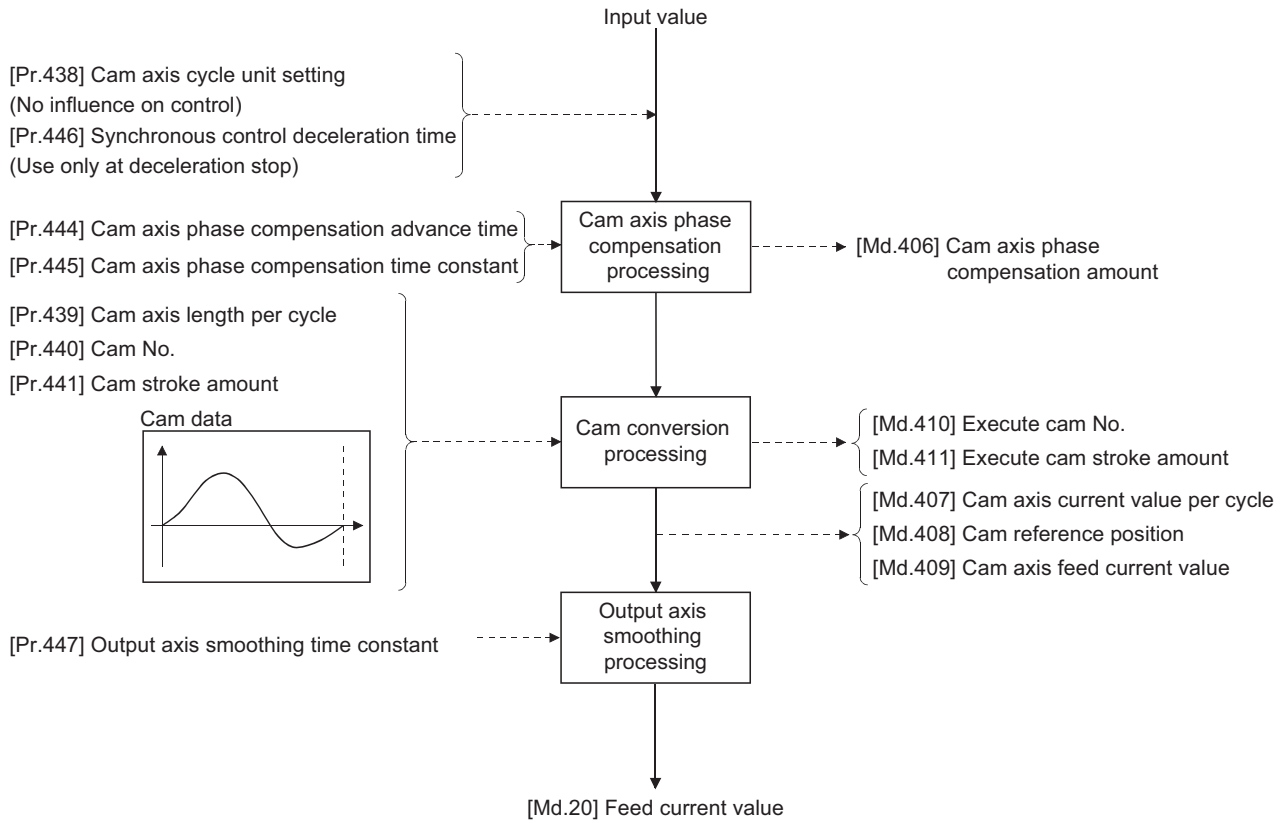 Input value
[Pr.438] Cam axis cycle unit setting
(No influence on control)
[Pr.446] Synchronous control deceleration time
(Use only at deceleration stop)
[Pr.444] Cam axis phase compensation advance time
[Pr.445] Cam axis phase compensation time constant
Cam axis phase
compensation
processing
[Md.406] Cam axis phase
compensation amount
[Pr.439] Cam axis length per cycle
[Pr.440] Cam No.
[Pr.441] Cam stroke amount
Cam data
Cam conversion
processing
[Md.410] Execute cam No.
[Md.411] Execute cam stroke amount
[Md.407] Cam axis current value per cycle
[Md.408] Cam reference position
[Md.409] Cam axis feed current value
[Pr.447] Output axis smoothing time constant
Output axis
smoothing
processing
[Md.20] Feed current value